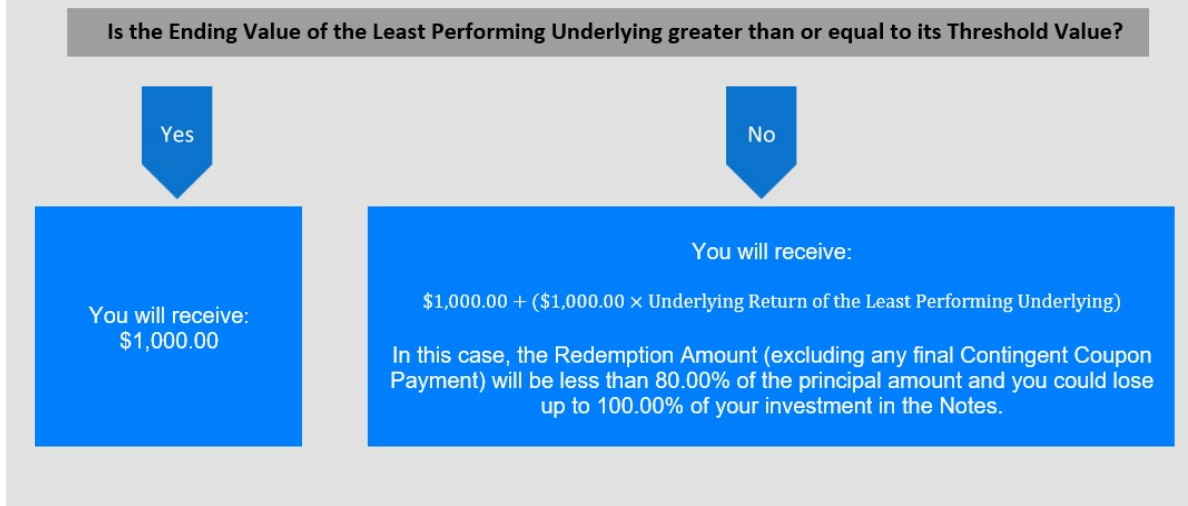 Is the Ending Value of the Least Performing Underlying greater than or equal to its Threshold Value?
Yes
No
You will receive:
$1,000.00
You will receive:
$1,000.00 + ($1,000.00 × Underlying Return of the Least Performing Underlying)
In this case, the Redemption Amount (excluding any final Contingent Coupon
Payment) will be less than 80.00% of the principal amount and you could lose
up to 100.00% of your investment in the Notes.